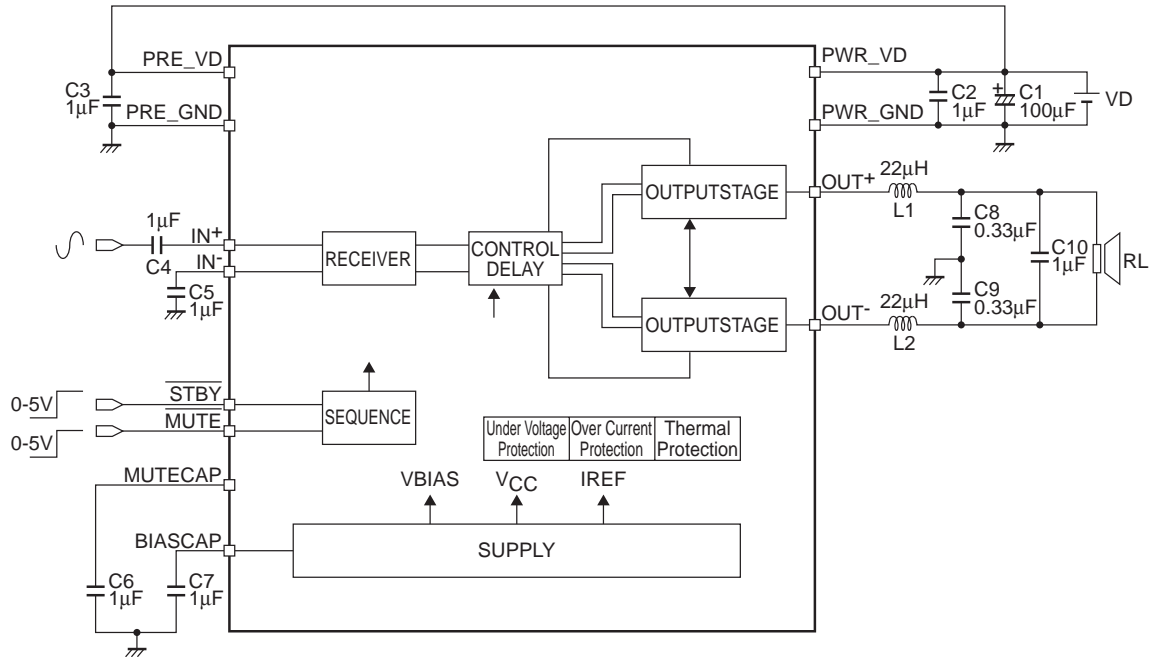 PRE_VD
PWR_VD
C3
1µF
PRE_GND
C2
1µF
+
C1
100µF
VD
PWR_GND
22µH
OUT+
L1
OUTPUTSTAGE
C8
0.33µF
1µF
IN+
C4
IN-
C5
1µF
RECEIVER
CONTROL
DELAY
C10
1µF
RL
C9
0.33µF
OUTPUTSTAGE
OUT-
22µH
L2
0-5V
STBY
0-5V
MUTE
SEQUENCE
Under Voltage
Protection
Over Current
Protection
Thermal
Protection
MUTECAP
VBIAS
VCC
IREF
BIASCAP
SUPPLY
C6
1µF
C7
1µF